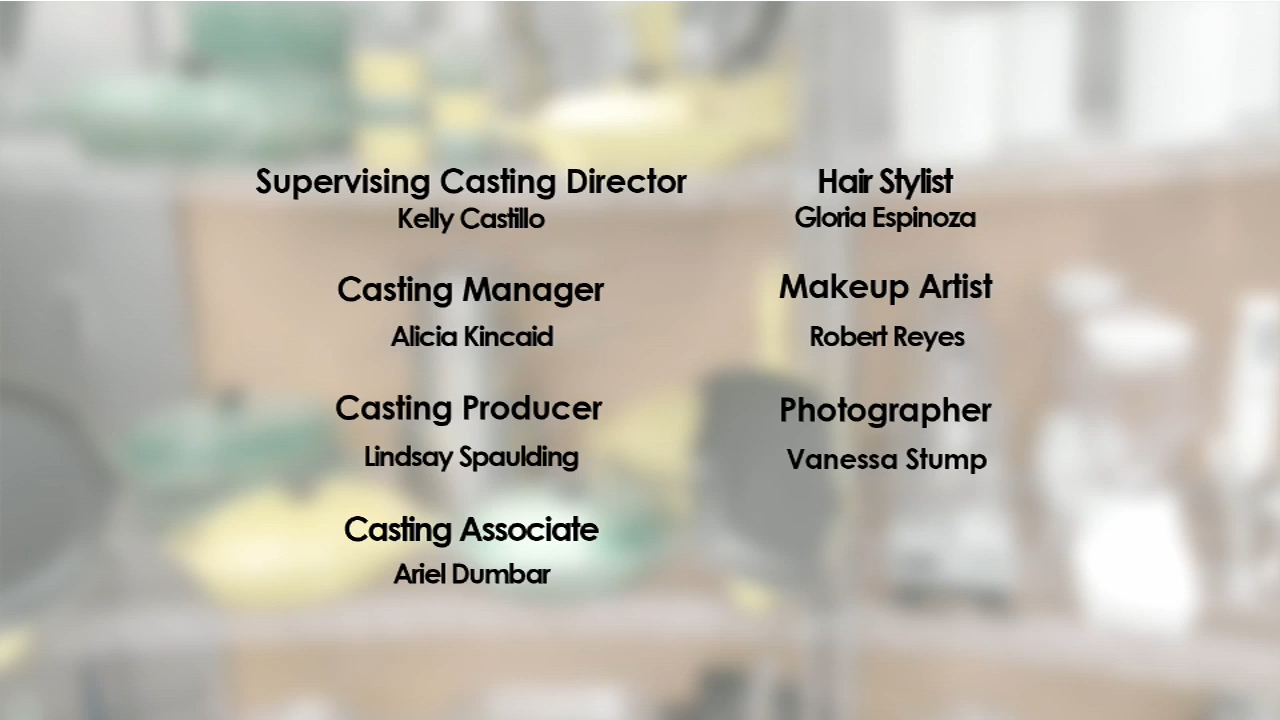 Supervising Casting Director
Kelly Castillo
Casting Manager
Alicia Kincaid
Casting Producer
Lindsay Spaulding
Casting Associate
Ariel Dumbar
Hair Stylist
Gloria Espinoza
Makeup Artist
Robert Reyes
Photographer
Vanessa Stump